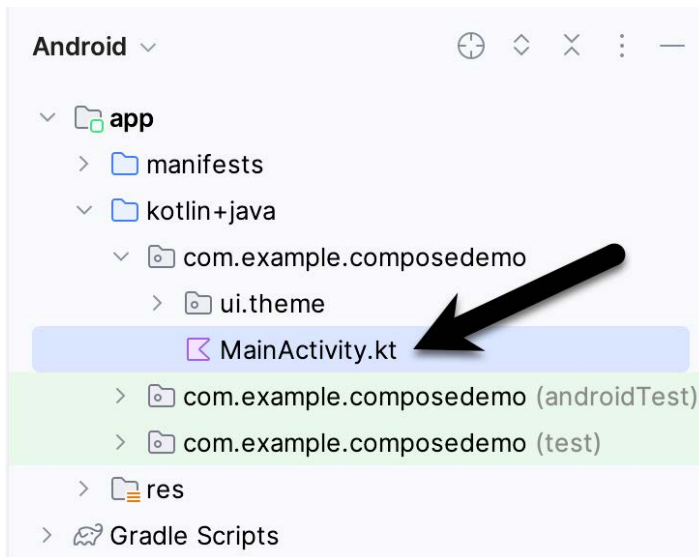 Android
app
manifests
kotlin+java
com.example.composedemo
ui.theme
MainActivity.kt
com.example.composedemo (androidTest)
com.example.composedemo (test)
res
Gradle Scripts